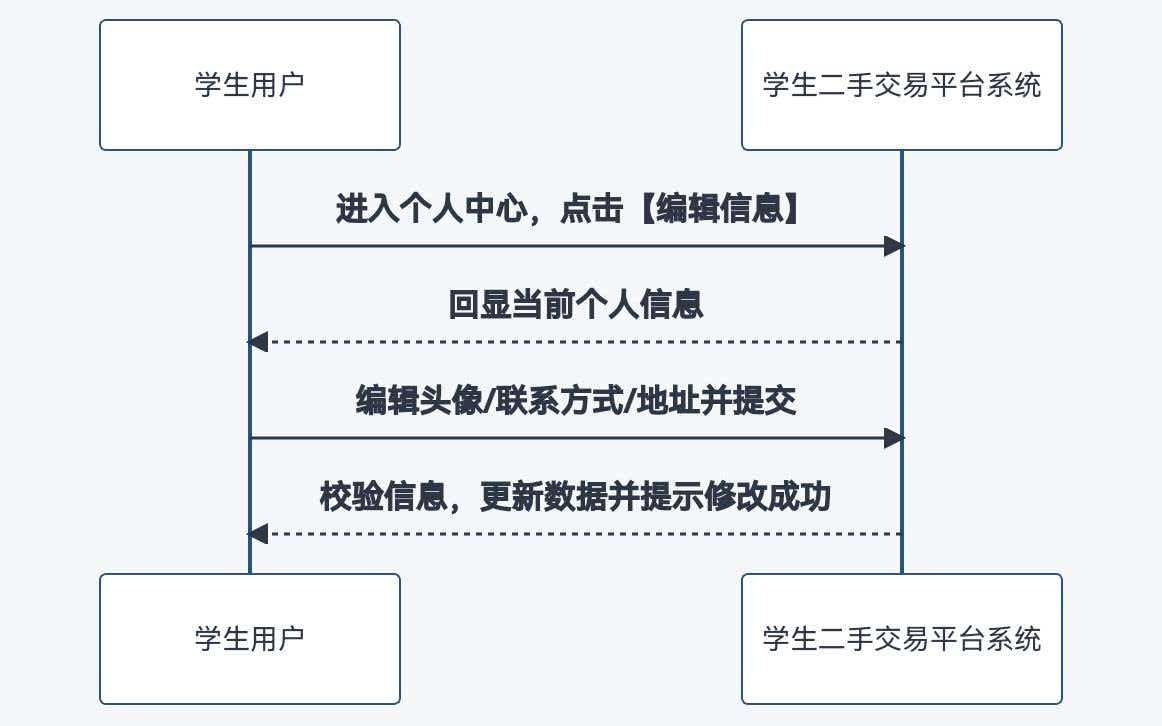 学生用户
学生二手交易平台系统
进入个人中心，点击【编辑信息】
回显当前个人信息
编辑头像/联系方式/地址并提交
校验信息，更新数据并提示修改成功
学生用户
学生二手交易平台系统